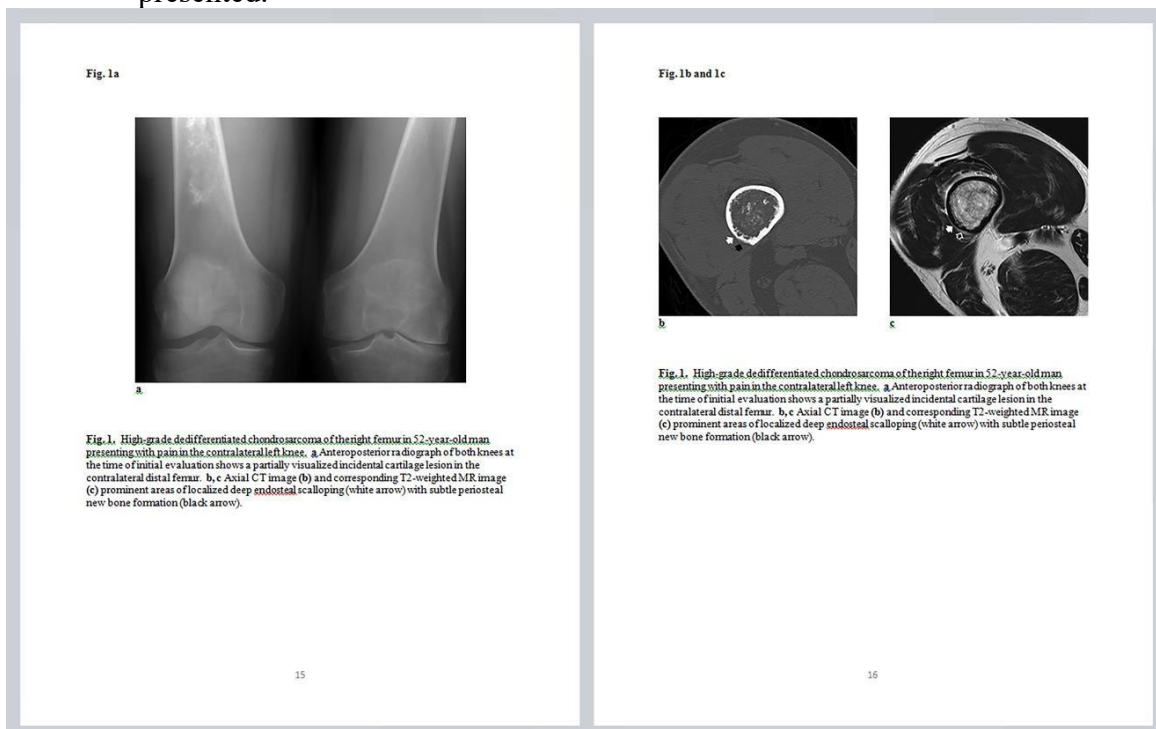 presented.
Fig. 1a
a
Fig. 1. High-grade dedifferentiated chondrosarcoma of theright femur in 52-year-old man
presenting with pain in the contralateral left knee. a Anteroposterior radiograph of both knees at
the time of initial evaluation shows a partially visualized incidental cartilage lesion in the
contralateral distal femur. b, c Axial CT image (b) and corresponding T2-weighted MR image
(c) prominent areas of localized deep endosteal scalloping (white arrow) with subtle periosteal
new bone formation (black arrow).
15
Fig. 1b and 1c
b
c
Fig. 1. High-grade dedifferentiated chondrosarcoma of theright femur in 52-year-old man
presenting with pain in the contralateral left knee. a Anteroposterior radiograph of both knees at
the time of initial evaluation shows a partially visualized incidental cartilage lesion in the
contralateral distal femur. b, c Axial CT image (b) and corresponding T2-weighted MR image
(c) prominent areas of localized deep endosteal scalloping (white arrow) with subtle periosteal
new bone formation (black arrow).
16